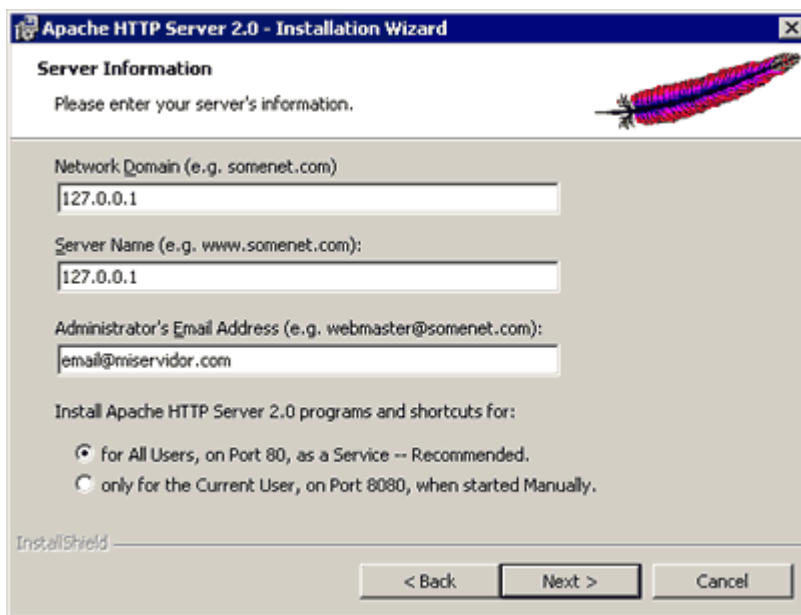 Apache HTTP Server 2.0 - Installation Wizard
Server Information
Please enter your server's information.
Network Domain (e.g. somenet.com)
127.0.0.1
Server Name (e.g. www.somenet.com):
127.0.0.1
Administrator's Email Address (e.g. webmaster@somenet.com):
email@miservidor.com
Install Apache HTTP Server 2.0 programs and shortcuts for:
for All Users, on Port 80, as a Service -- Recommended.
only for the Current User, on Port 8080, when started Manually.
InstallShield
< Back Next > Cancel